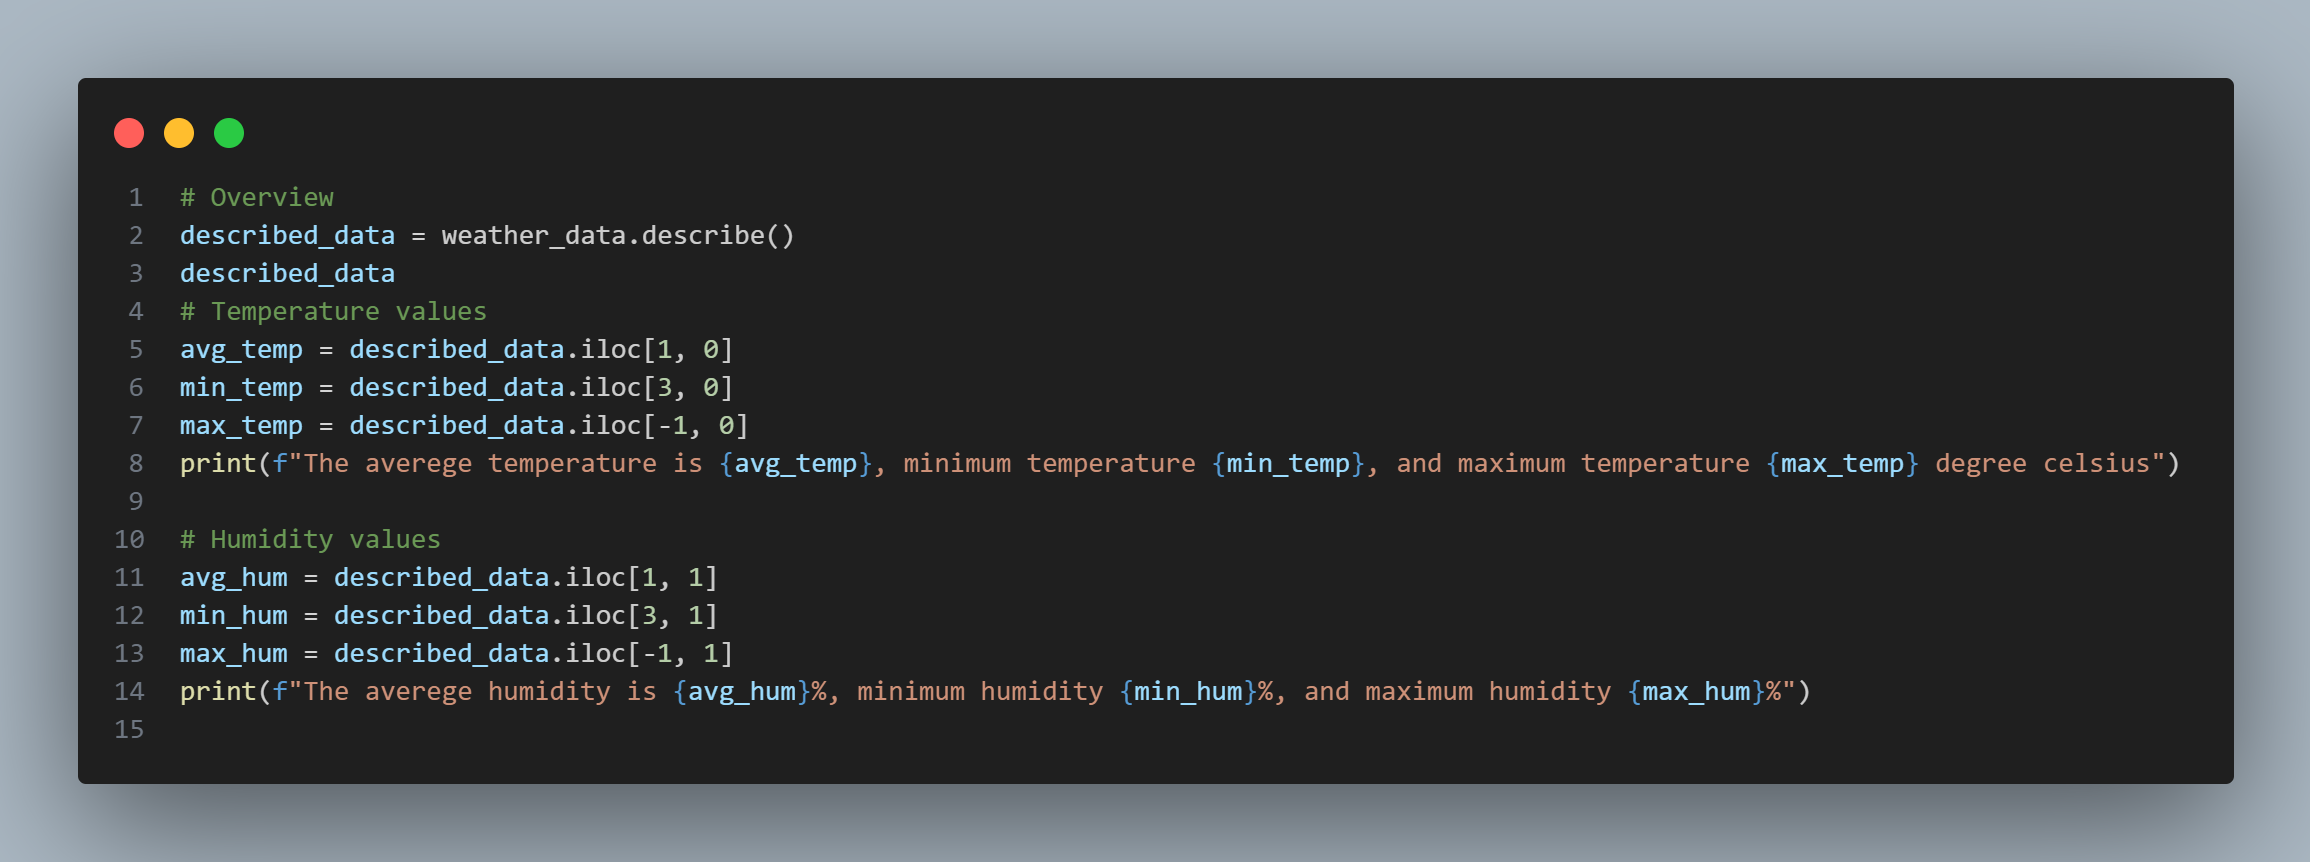 1 # Overview
2 described_data = weather_data.describe()
3 described_data
4 # Temperature values
5 avg_temp = described_data.iloc[1, 0]
6 min_temp = described_data.iloc[3, 0]
7 max_temp = described_data.iloc[-1, 0]
8 print(f"The averege temperature is {avg_temp}, minimum temperature {min_temp}, and maximum temperature {max_temp} degree celsius")
9
10 # Humidity values
11 avg_hum = described_data.iloc[1, 1]
12 min_hum = described_data.iloc[3, 1]
13 max_hum = described_data.iloc[-1, 1]
14 print(f"The averege humidity is {avg_hum}%, minimum humidity {min_hum}%, and maximum humidity {max_hum}%")
15